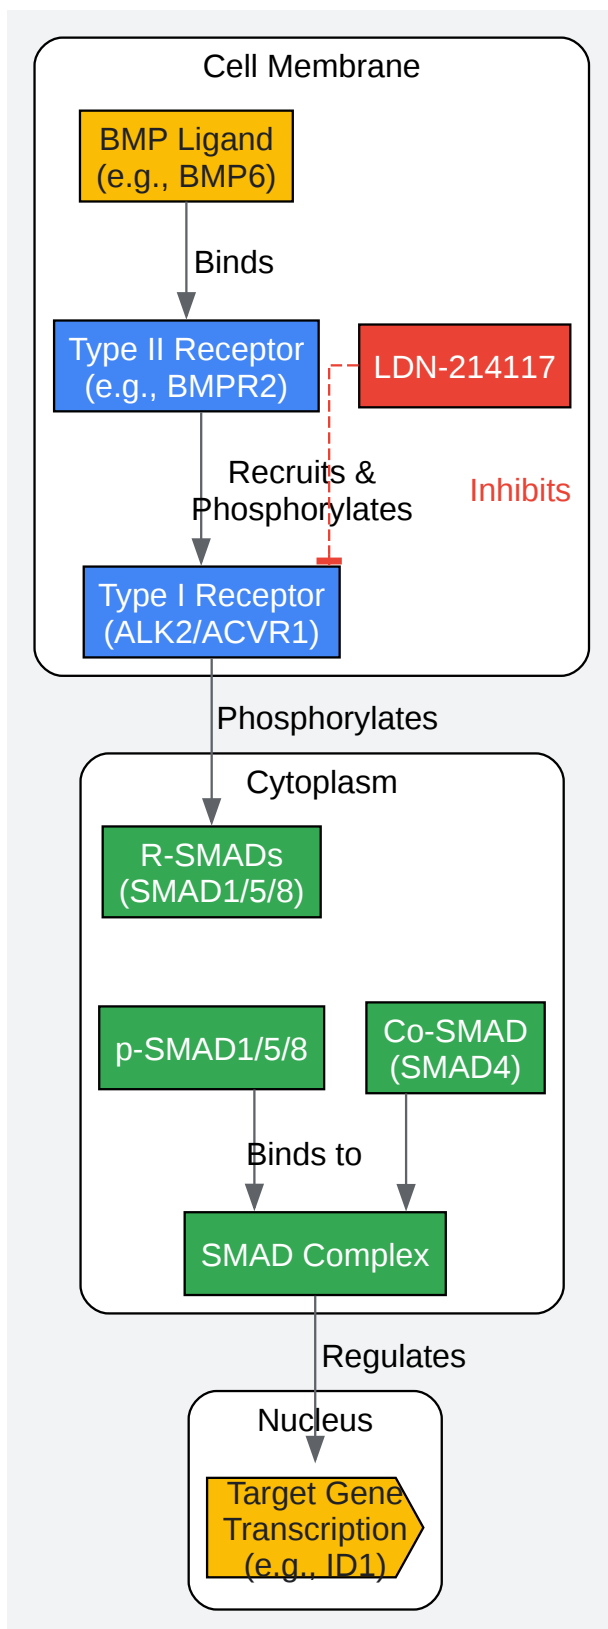 Cell Membrane
BMP Ligand
(e.g., BMP6)
Binds
Type II Receptor
(e.g., BMPR2)
LDN-214117
Recruits &
Phosphorylates
Inhibits
Type I Receptor
(ALK2/ACVR1)
Phosphorylates
Cytoplasm
R-SMADs
(SMAD1/5/8)
p-SMAD1/5/8
Co-SMAD
(SMAD4)
Binds to
SMAD Complex
Regulates
Nucleus
Target Gene
Transcription
(e.g., ID1)